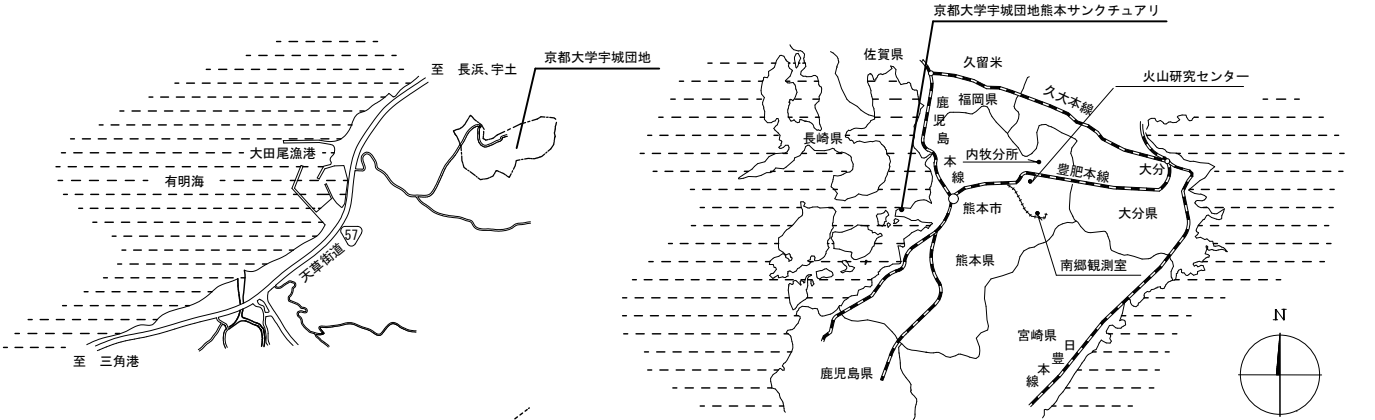 京都大学宇城団地
至　長浜、宇土
大田尾漁港
有明海
57
天草街道
至　三角港
京都大学宇城団地熊本サンクチュアリ
佐賀県
久留米
火山研究センター
福岡県
久大本線
鹿児島本線
長崎県
内牧分所
豊肥本線
大分
熊本市
大分県
熊本県
南郷観測室
宮崎県
日豊本線
鹿児島県
N